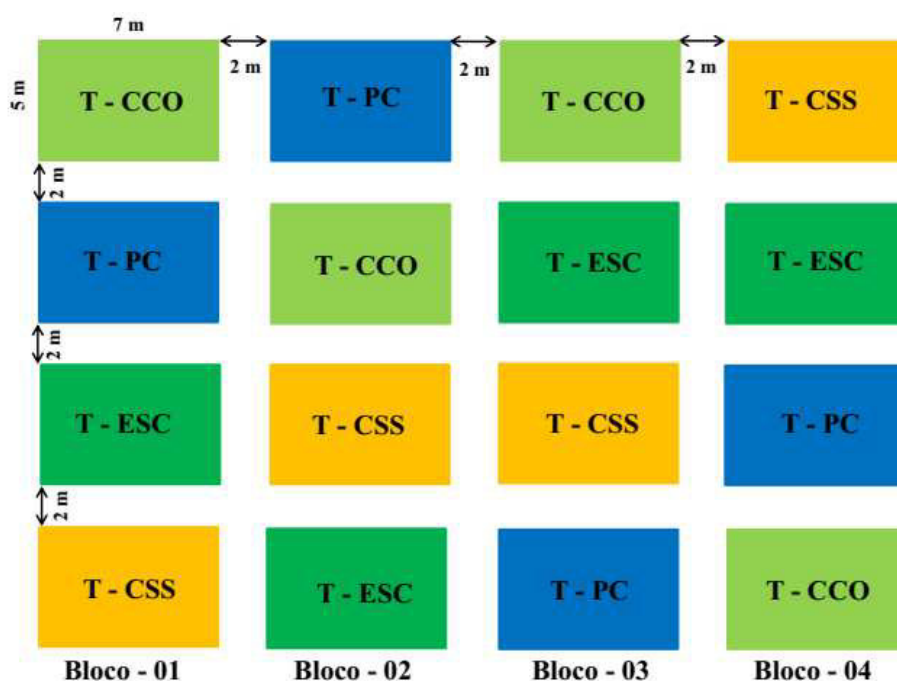 7 m
2 m
2 m
2 m
5 m
T - CCO
T - PC
T - CCO
T - CSS
2 m
T - PC
T - CCO
T - ESC
T - ESC
2 m
T - ESC
T - CSS
T - CSS
T - PC
2 m
T - CSS
T - ESC
T - PC
T - CCO
Bloco - 01
Bloco - 02
Bloco - 03
Bloco - 04